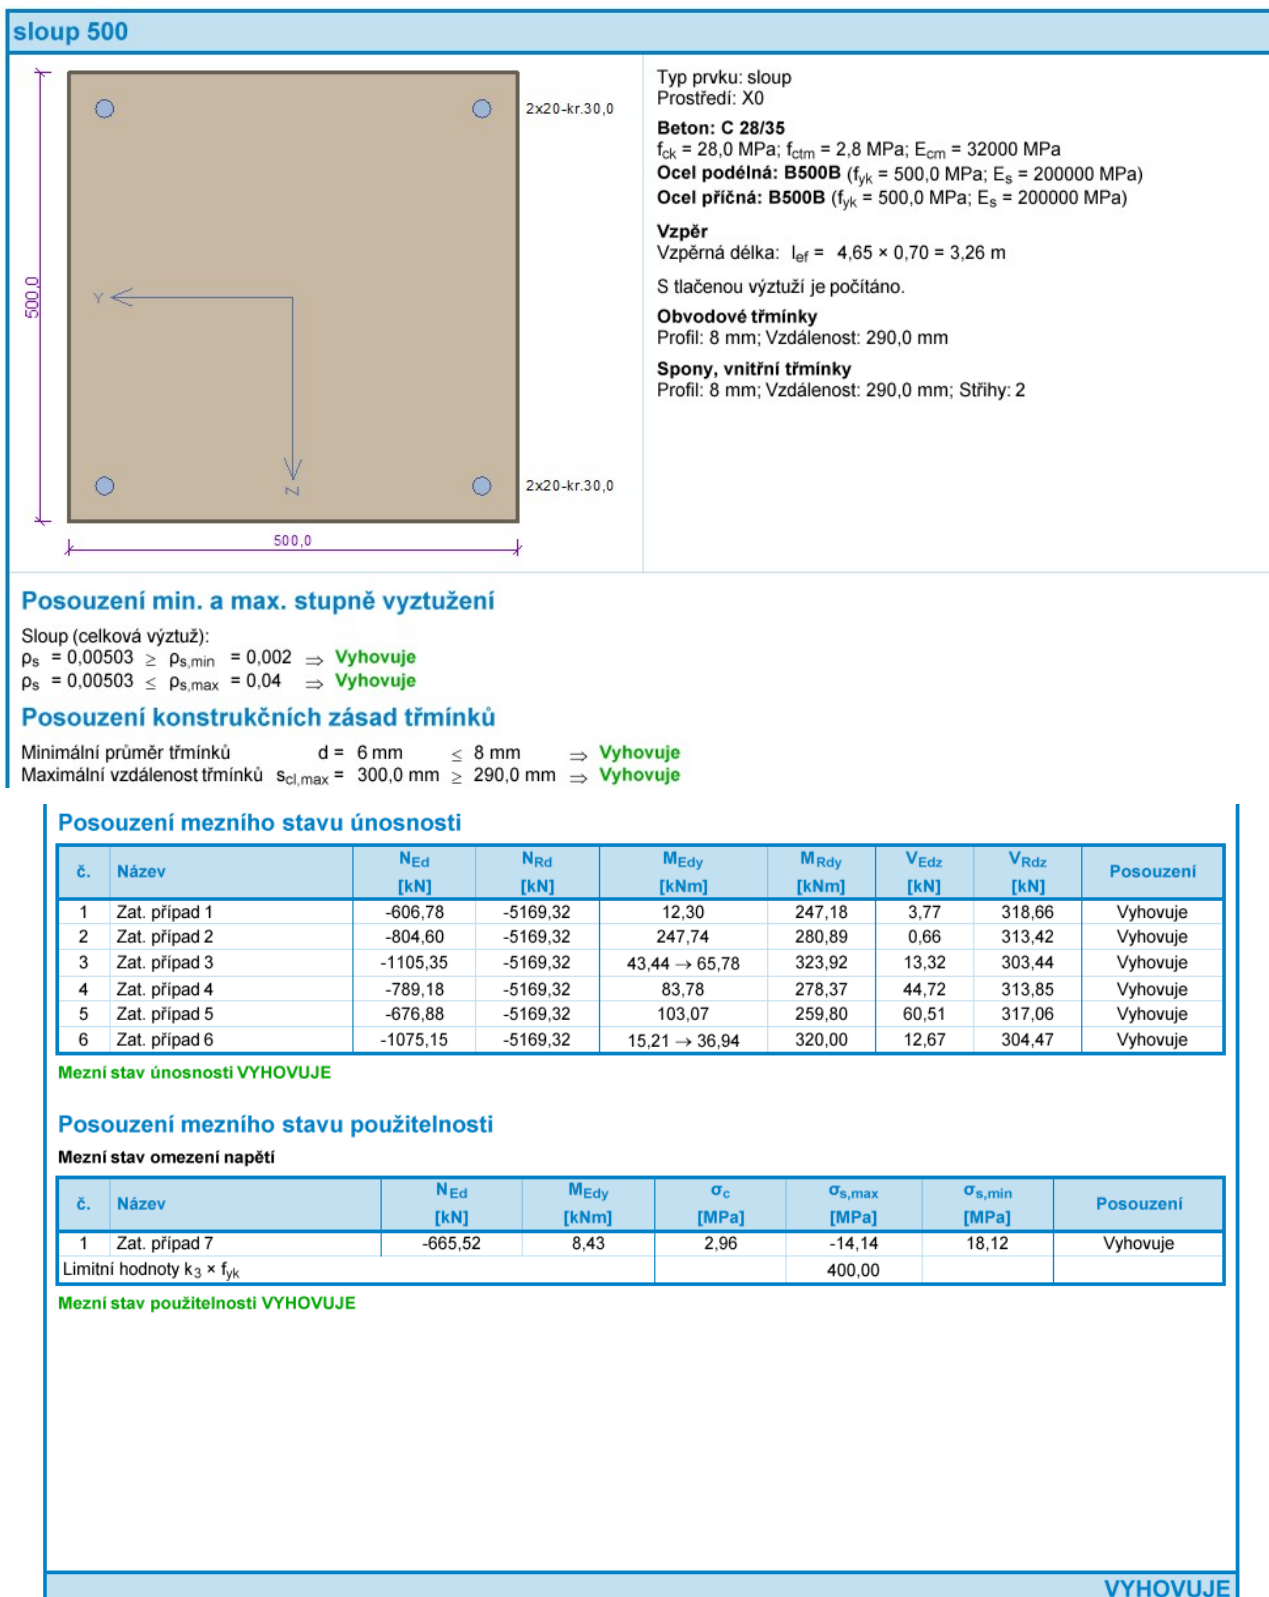 sloup 500
2x20-kr.30,0
Y
Z
2x20-kr.30,0
500,0
500,0
Typ prvku: sloup
Prostředí: X0
Beton: C 28/35
fck = 28,0 MPa; fctm = 2,8 MPa; Ecm = 32000 MPa
Ocel podélná: B500B (fyk = 500,0 MPa; Es = 200000 MPa)
Ocel příčná: B500B (fyk = 500,0 MPa; Es = 200000 MPa)
Vzpěr
Vzpěrná délka: lef = 4,65 × 0,70 = 3,26 m
S tlačenou výztuží je počítáno.
Obvodové třmínky
Profil: 8 mm; Vzdálenost: 290,0 mm
Spony, vnitřní třmínky
Profil: 8 mm; Vzdálenost: 290,0 mm; Střihy: 2
Posouzení min. a max. stupně vyztužení
Sloup (celková výztuž):
ρs = 0,00503 ≥ ρs,min = 0,002 ⇒ Vyhovuje
ρs = 0,00503 ≤ ρs,max = 0,04 ⇒ Vyhovuje
Posouzení konstrukčních zásad třmínků
Minimální průměr třmínků d = 6 mm ≤ 8 mm ⇒ Vyhovuje
Maximální vzdálenost třmínků scl,max = 300,0 mm ≥ 290,0 mm ⇒ Vyhovuje
Posouzení mezního stavu únosnosti
č. Název NEd [kN] NRd [kN] MEdy [kNm] MRdy [kNm] VEdz [kN] VRdz [kN] Posouzení
1 Zat. případ 1 -606,78 -5169,32 12,30 247,18 3,77 318,66 Vyhovuje
2 Zat. případ 2 -804,60 -5169,32 247,74 280,89 0,66 313,42 Vyhovuje
3 Zat. případ 3 -1105,35 -5169,32 43,44 → 65,78 323,92 13,32 303,44 Vyhovuje
4 Zat. případ 4 -789,18 -5169,32 83,78 278,37 44,72 313,85 Vyhovuje
5 Zat. případ 5 -676,88 -5169,32 103,07 259,80 60,51 317,06 Vyhovuje
6 Zat. případ 6 -1075,15 -5169,32 15,21 → 36,94 320,00 12,67 304,47 Vyhovuje
Mezní stav únosnosti VYHOVUJE
Posouzení mezního stavu použitelnosti
Mezní stav omezení napětí
č. Název NEd [kN] MEdy [kNm] σc [MPa] σs,max [MPa] σs,min [MPa] Posouzení
1 Zat. případ 7 -665,52 8,43 2,96 -14,14 18,12 Vyhovuje
Limitní hodnoty k3 × fyk 400,00
Mezní stav použitelnosti VYHOVUJE
VYHOVUJE